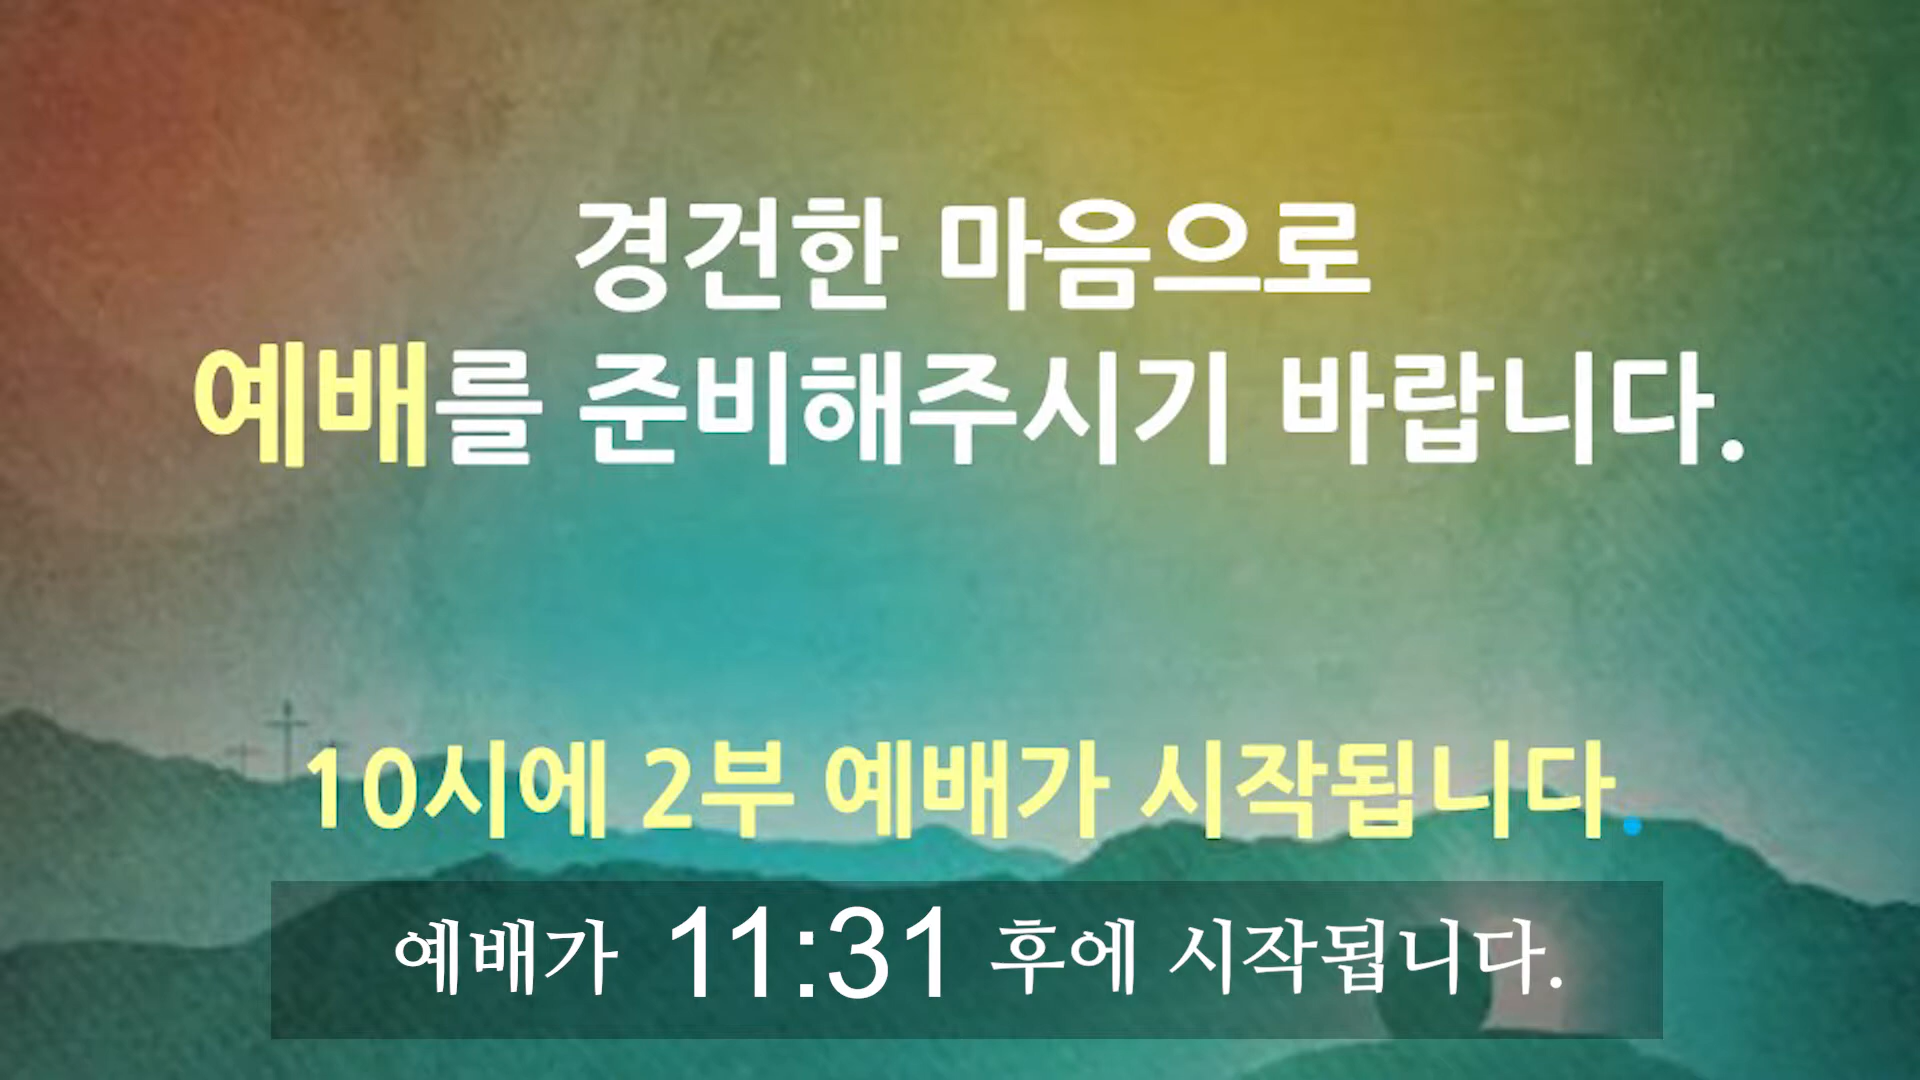 경건한 마음으로
예배를 준비해주시기 바랍니다.
10시에 2부 예배가 시작됩니다.
예배가 11:31 후에 시작됩니다.